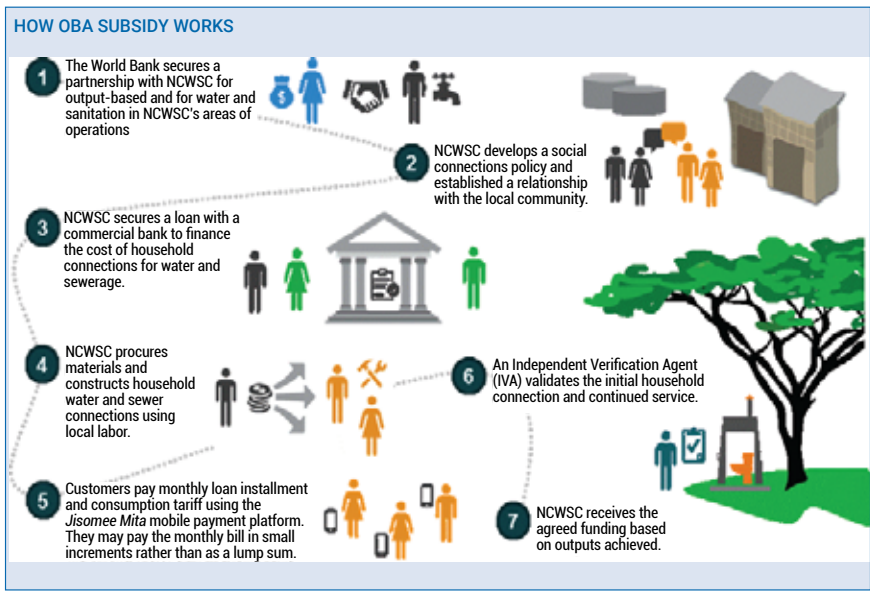 HOW OBA SUBSIDY WORKS
1
The World Bank secures a
partnership with NCWSC for
output-based and for water and
sanitation in NCWSC's areas of
operations
$
2
NCWSC develops a social
connections policy and
established a relationship
with the local community.
3
NCWSC secures a loan with a
commercial bank to finance
the cost of household
connections for water and
sewerage.
4
NCWSC procures
materials and
constructs household
water and sewer
connections using
local labor.
5
Customers pay monthly loan installment
and consumption tariff using the
Jisomee Mita mobile payment platform.
They may pay the monthly bill in small
increments rather than as a lump sum.
6
An Independent Verification Agent
(IVA) validates the initial household
connection and continued service.
7
NCWSC receives the
agreed funding based
on outputs achieved.